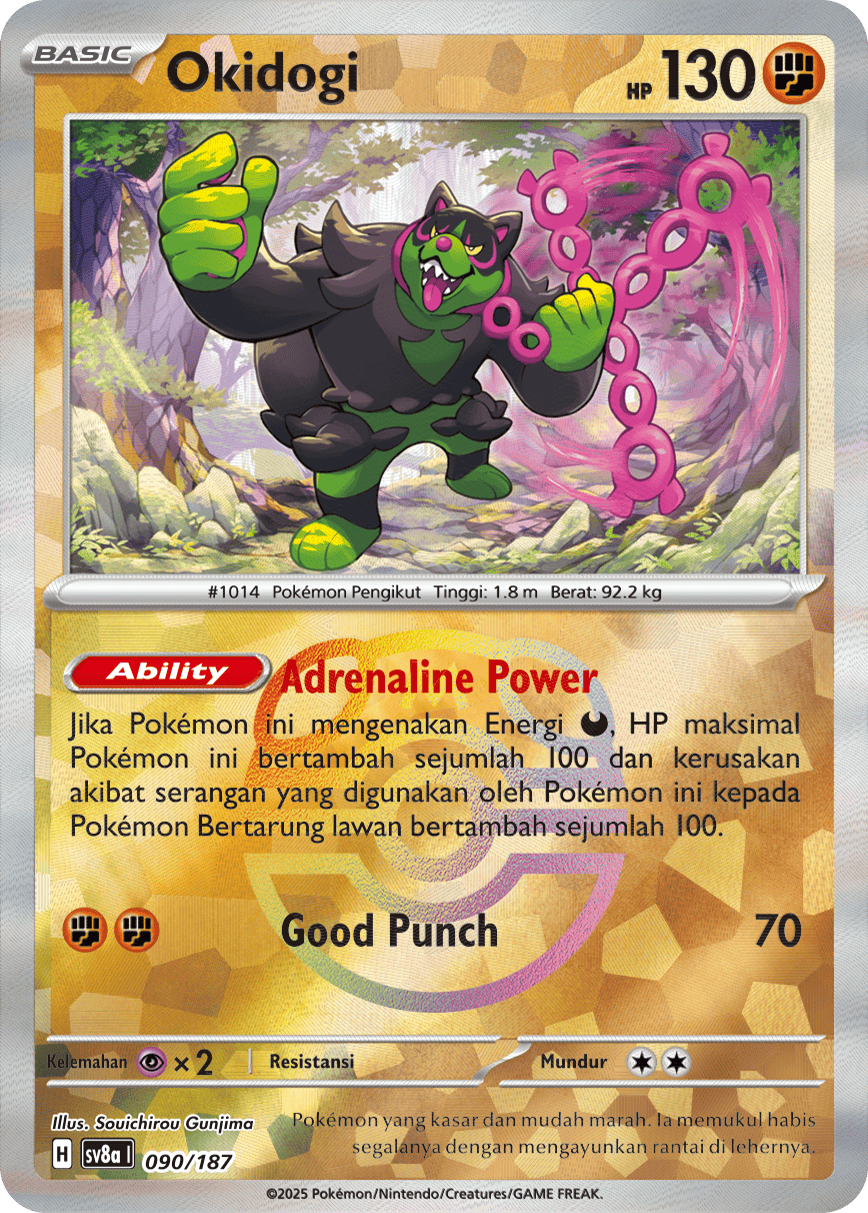 BASIC
Okidogi
HP 130
#1014 Pokémon Pengikut Tinggi: 1.8 m Berat: 92.2 kg
Ability Adrenaline Power
Jika Pokémon ini mengenakan Energi , HP maksimal
Pokémon ini bertambah sejumlah 100 dan kerusakan
akibat serangan yang digunakan oleh Pokémon ini kepada
Pokémon Bertarung lawan bertambah sejumlah 100.
Good Punch 70
Kelemahan ×2 Resistansi Mundur
Illus. Souichirou Gunjima
H sv8a I 090/187
Pokémon yang kasar dan mudah marah. Ia memukul habis
segalanya dengan mengayunkan rantai di lehernya.
©2025 Pokémon/Nintendo/Creatures/GAME FREAK.